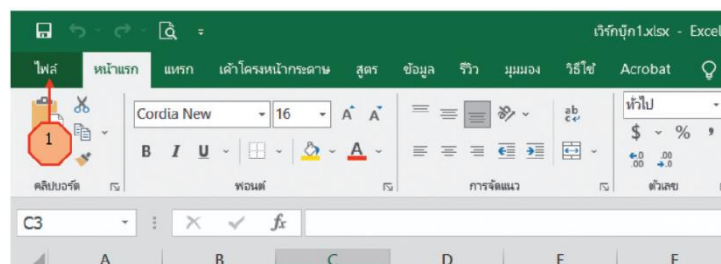 เวิร์กบุ๊ก1.xlsx - Excel
ไฟล์ หน้าแรก แทรก เค้าโครงหน้ากระดาษ สูตร ข้อมูล รีวิว มุมมอง วิธีใช้ Acrobat
Cordia New 16 A A ab ทั่วไป
1 B I U A $ % ,
คลิปบอร์ด ฟอนต์ การจัดแนว ตัวเลข
C3 fx
A B C D E F